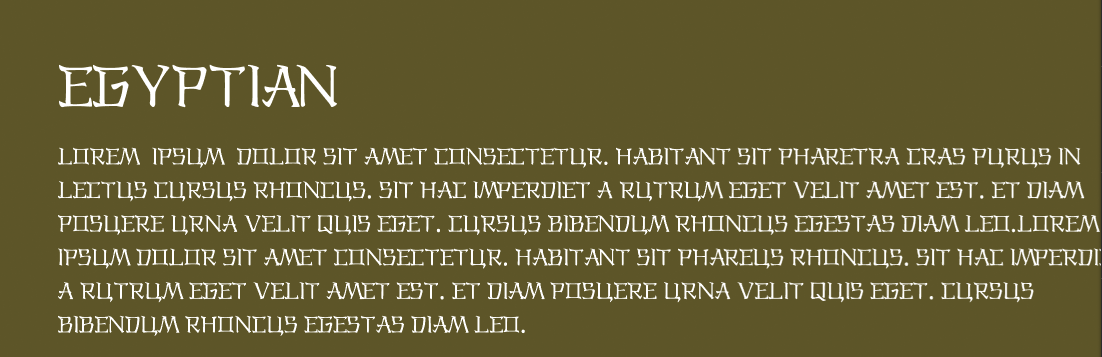 EGYPTIAN
LOREM IPSUM DOLOR SIT AMET CONSECTETUR. HABITANT SIT PHARETRA CRAS PURUS IN
LECTUS CURSUS RHONCUS. SIT HAC IMPERDIET A RUTRUM EGET VELIT AMET EST. ET DIAM
POSUERE URNA VELIT QUIS EGET. CURSUS BIBENDUM RHONCUS EGESTAS DIAM LEO.LOREM
IPSUM DOLOR SIT AMET CONSECTETUR. HABITANT SIT PHAREUS RHONCUS. SIT HAC
A RUTRUM EGET VELIT AMET EST. ET DIAM POSUERE URNA VELIT QUIS EGET. CURSUS
BIBENDUM RHONCUS EGESTAS DIAM LEO.